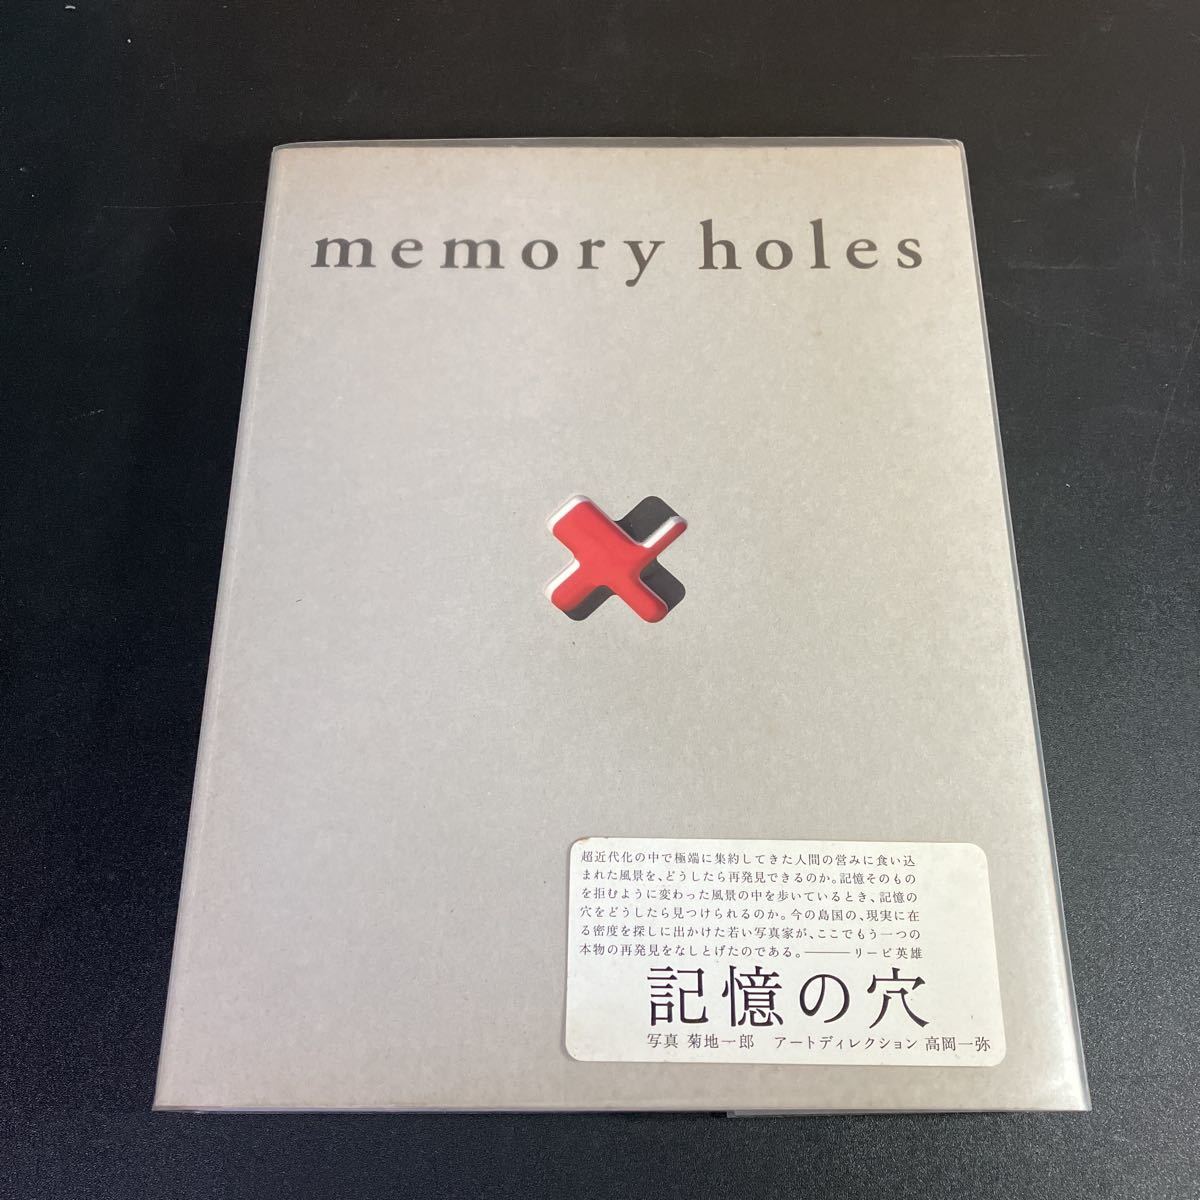 memory holes
超近代化の中で極端に集約してきた人間の営みに食い込
まれた風景を、どうしたら再発見できるのか。記憶そのもの
を拒むように変わった風景の中を歩いているとき、記憶の
穴をどうしたら見つけられるのか。今の島国の、現実に在
る密度を探しに出かけた若い写真家が、ここでもう一つの
本物の再発見をなしとげたのである。——リービ英雄
記憶の穴
写真 菊地一郎　アートディレクション 髙岡一弥